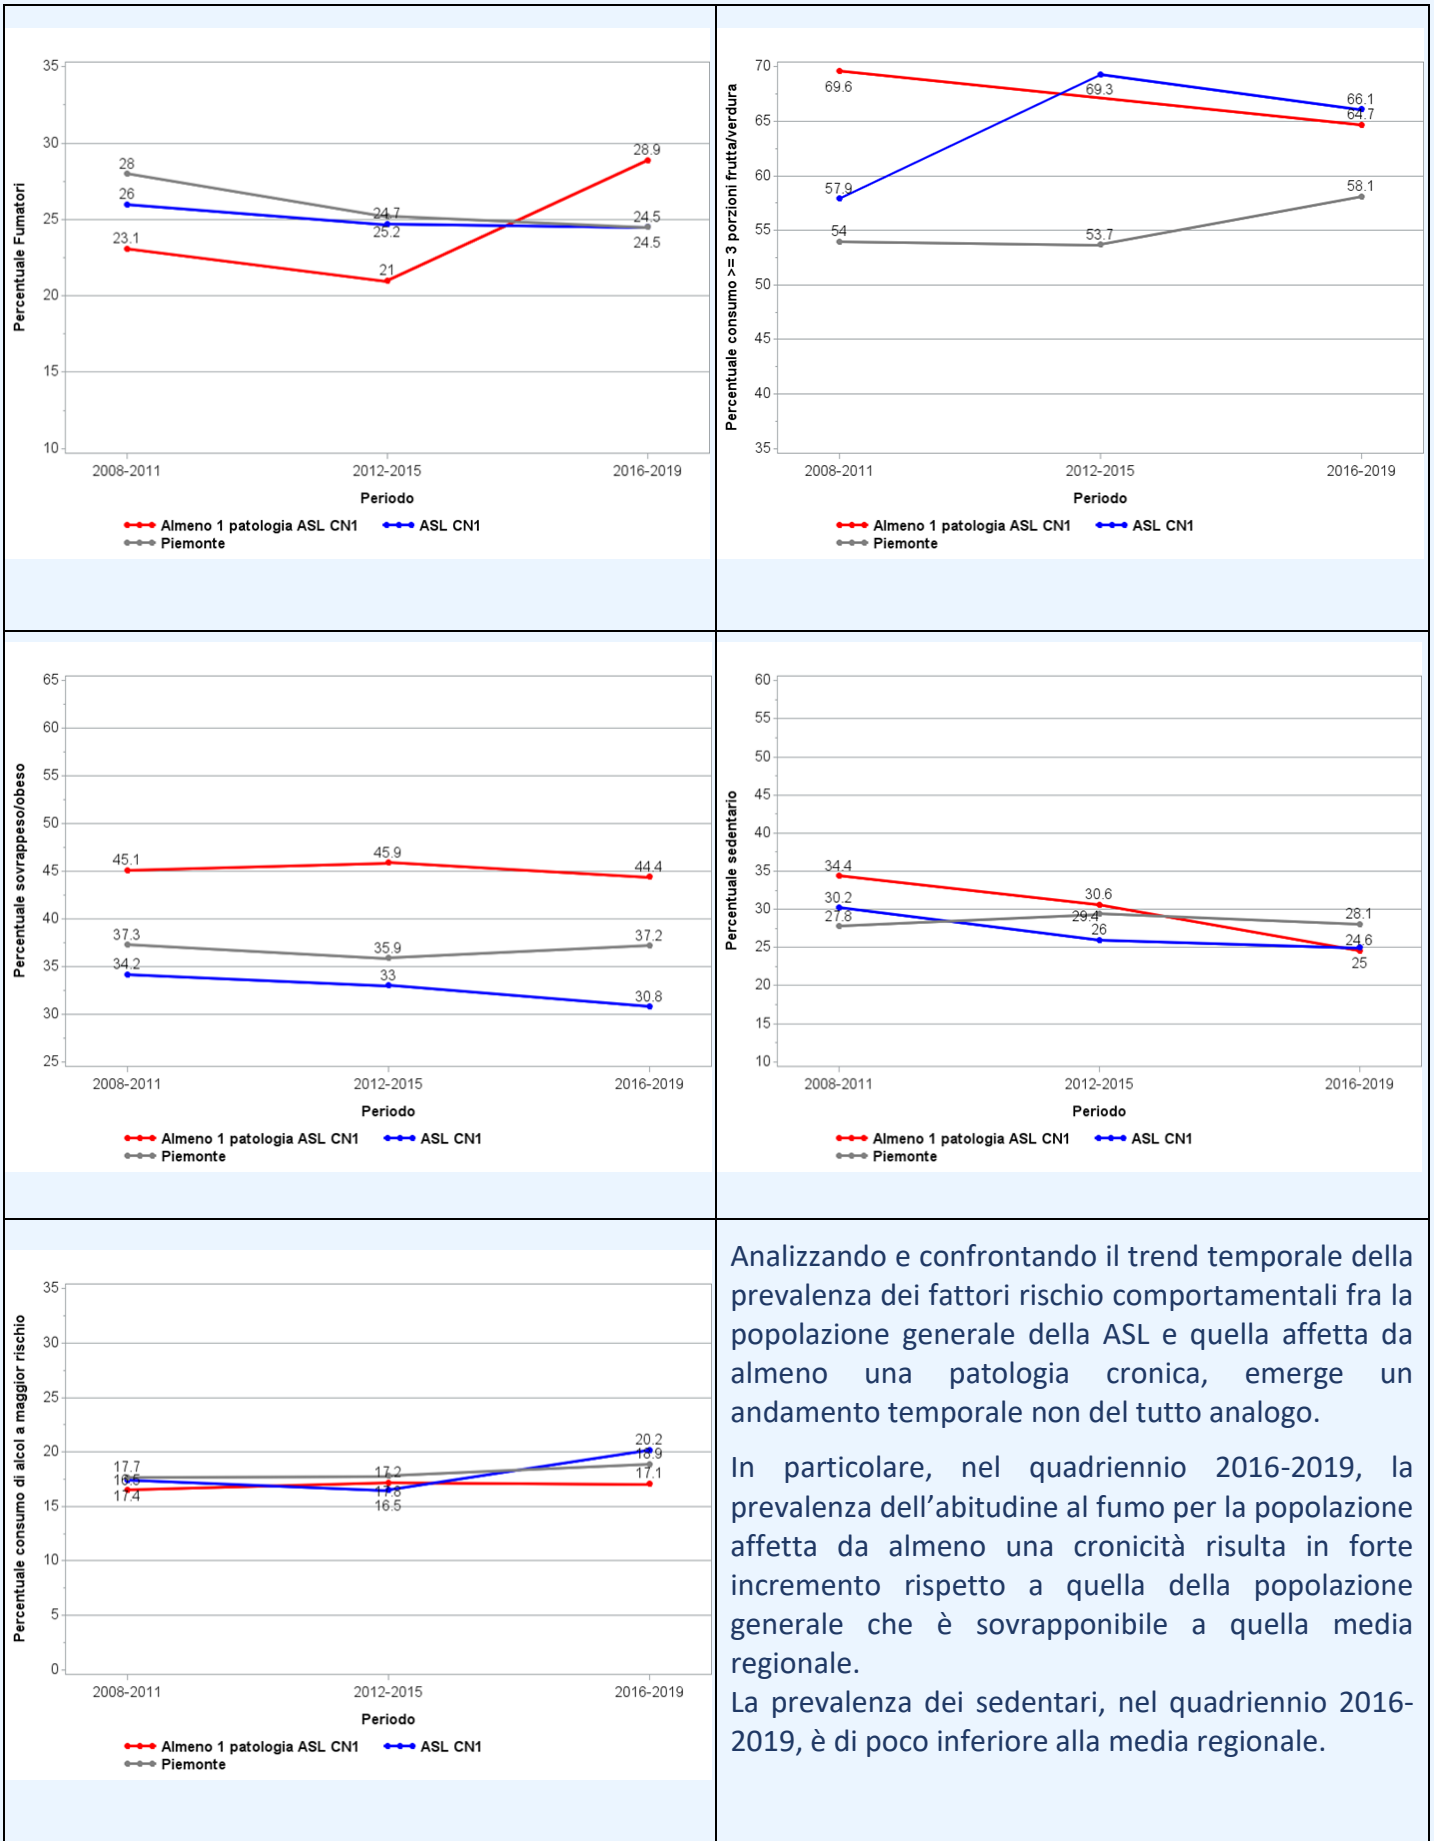 35
30
25
20
15
10
Percentuale Fumatori
28
26
23.1
24.7
25.2
21
28.9
24.5
24.5
2008-2011 2012-2015 2016-2019
Periodo
Almeno 1 patologia ASL CN1 ASL CN1
Piemonte
70
65
60
55
50
45
40
35
Percentuale consumo >= 3 porzioni frutta/verdura
69.6
57.9
54
69.3
53.7
66.1
64.7
58.1
2008-2011 2012-2015 2016-2019
Periodo
Almeno 1 patologia ASL CN1 ASL CN1
Piemonte
65
60
55
50
45
40
35
30
25
Percentuale sovrappeso/obeso
45.1
37.3
34.2
45.9
35.9
33
44.4
37.2
30.8
2008-2011 2012-2015 2016-2019
Periodo
Almeno 1 patologia ASL CN1 ASL CN1
Piemonte
60
55
50
45
40
35
30
25
20
15
10
Percentuale sedentario
34.4
30.2
27.8
30.6
29.4
26
28.1
24.6
25
2008-2011 2012-2015 2016-2019
Periodo
Almeno 1 patologia ASL CN1 ASL CN1
Piemonte
35
30
25
20
15
10
5
0
Percentuale consumo di alcol a maggior rischio
17.7
16.5
17.4
17.2
17.8
16.5
20.2
18.9
17.1
2008-2011 2012-2015 2016-2019
Periodo
Almeno 1 patologia ASL CN1 ASL CN1
Piemonte
Analizzando e confrontando il trend temporale della
prevalenza dei fattori rischio comportamentali fra la
popolazione generale della ASL e quella affetta da
almeno una patologia cronica, emerge un
andamento temporale non del tutto analogo.
In particolare, nel quadriennio 2016-2019, la
prevalenza dell’abitudine al fumo per la popolazione
affetta da almeno una cronicità risulta in forte
incremento rispetto a quella della popolazione
generale che è sovrapponibile a quella media
regionale.
La prevalenza dei sedentari, nel quadriennio 2016-
2019, è di poco inferiore alla media regionale.